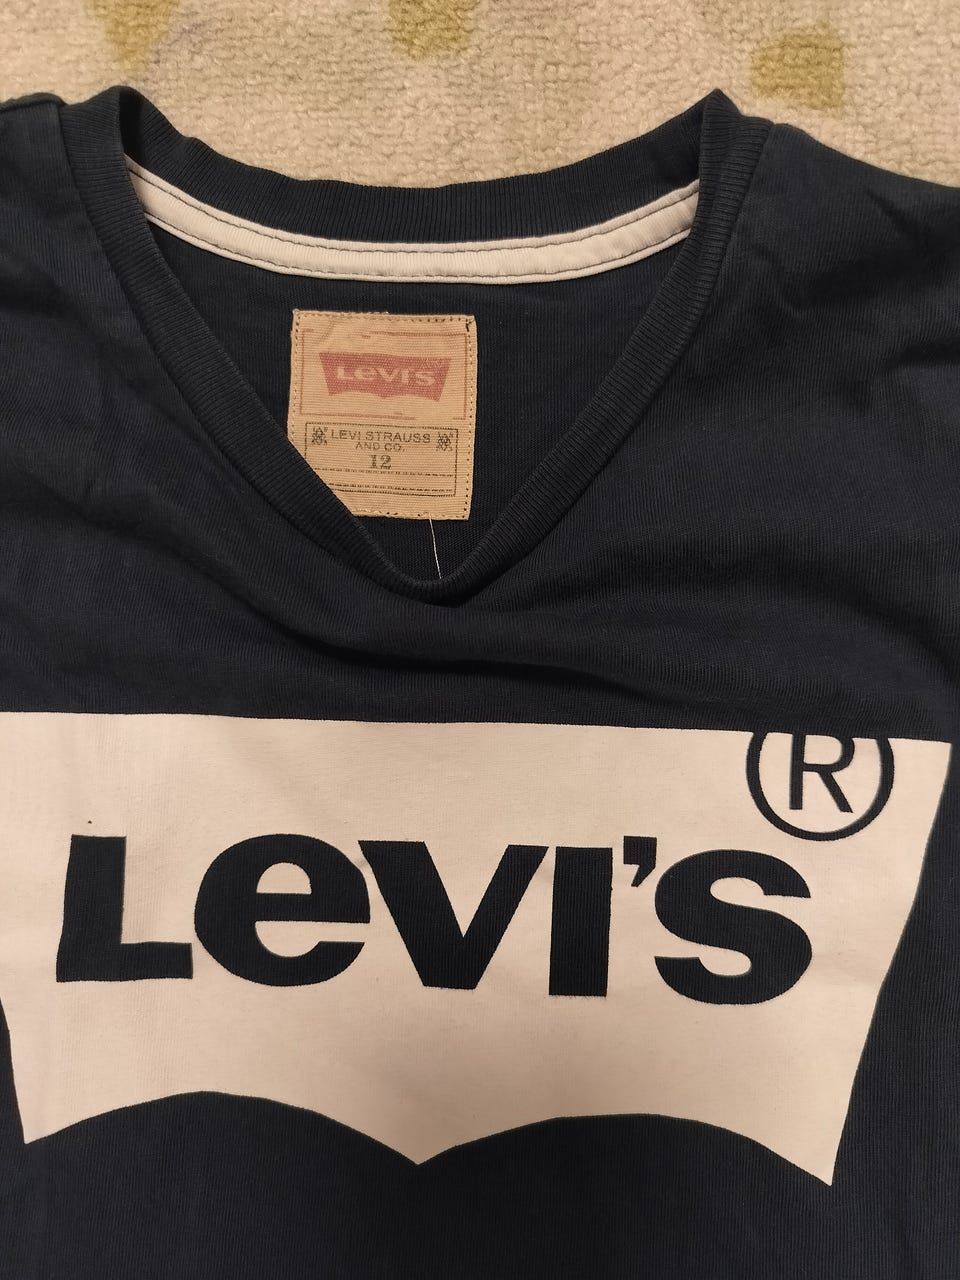 LEVI'S
LEVI STRAUSS
AND CO.
12
LEVI'S
®